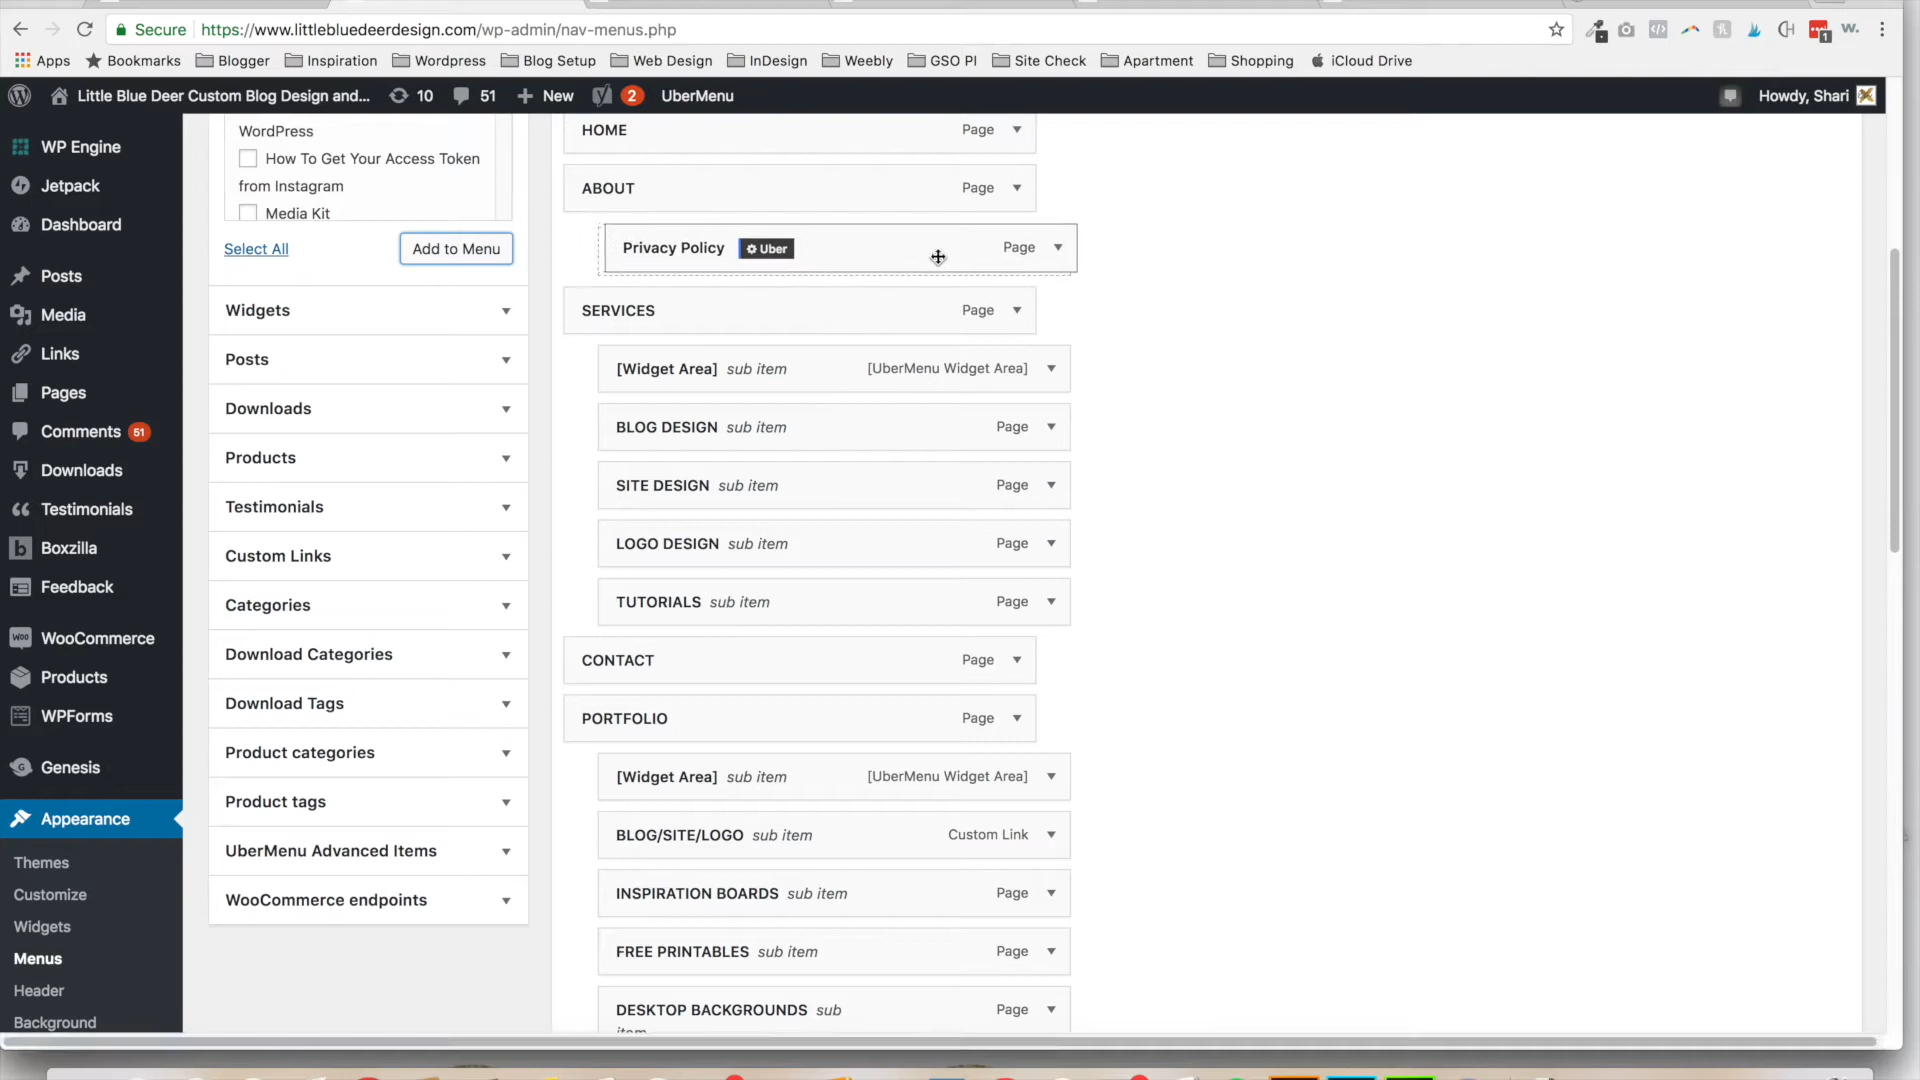 Secure https://www.littlebluedeerdesign.com/wp-admin/nav-menus.php
1
W.
Apps Bookmarks Blogger Inspiration Wordpress Blog Setup Web Design InDesign Weebly GSO PI Site Check Apartment Shopping iCloud Drive
Little Blue Deer Custom Blog Design and... 10 51 New 2 UberMenu Howdy, Shari
WP Engine
Jetpack
Dashboard
Posts
Media
Links
Pages
Comments 51
Downloads
Testimonials
Boxzilla
Feedback
WooCommerce
Products
WPForms
Genesis
Appearance
Themes
Customize
Widgets
Menus
Header
Background
WordPress
How To Get Your Access Token
from Instagram
Media Kit
Select All Add to Menu
Widgets
Posts
Downloads
Products
Testimonials
Custom Links
Categories
Download Categories
Download Tags
Product categories
Product tags
UberMenu Advanced Items
WooCommerce endpoints
HOME Page
ABOUT Page
Privacy Policy Uber Page
SERVICES Page
[Widget Area] sub item [UberMenu Widget Area]
BLOG DESIGN sub item Page
SITE DESIGN sub item Page
LOGO DESIGN sub item Page
TUTORIALS sub item Page
CONTACT Page
PORTFOLIO Page
[Widget Area] sub item [UberMenu Widget Area]
BLOG/SITE/LOGO sub item Custom Link
INSPIRATION BOARDS sub item Page
FREE PRINTABLES sub item Page
DESKTOP BACKGROUNDS sub Page
item